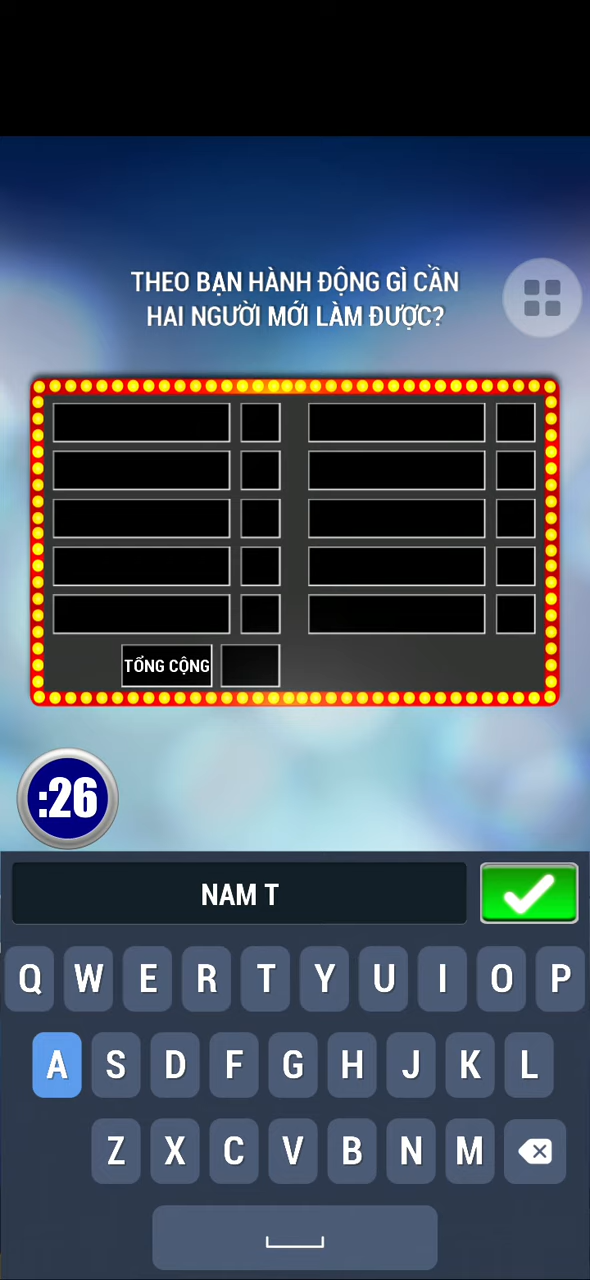 THEO BẠN HÀNH ĐỘNG GÌ CẦN
HAI NGƯỜI MỚI LÀM ĐƯỢC?
TỔNG CỘNG
:26
NAM T
Q W E R T Y U I O P
A S D F G H J K L
Z X C V B N M